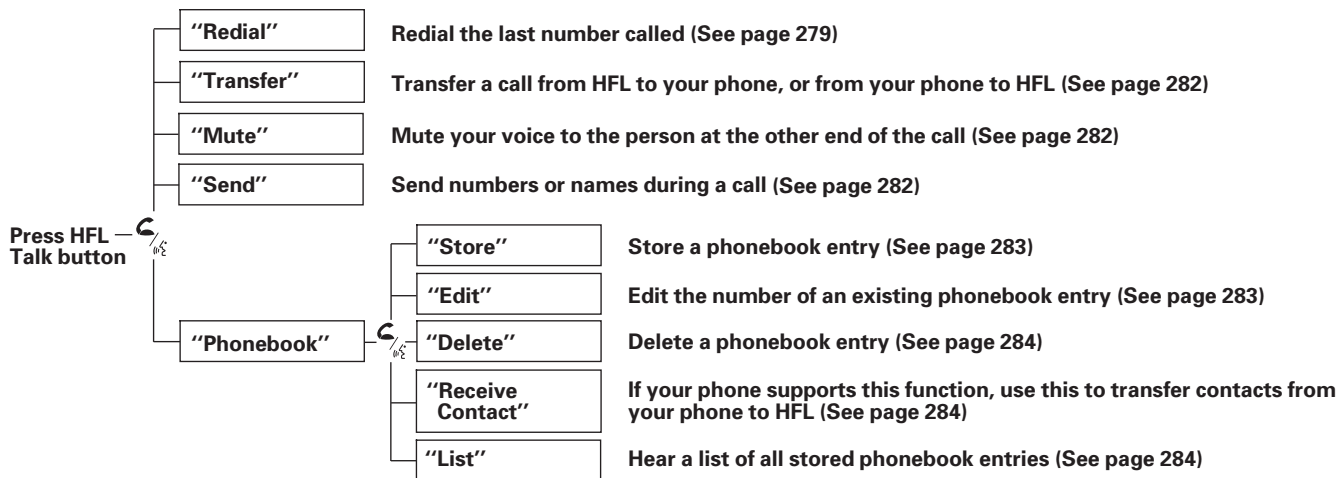 "Redial" Redial the last number called (See page 279)
"Transfer" Transfer a call from HFL to your phone, or from your phone to HFL (See page 282)
"Mute" Mute your voice to the person at the other end of the call (See page 282)
"Send" Send numbers or names during a call (See page 282)
Press HFL
Talk button
"Store" Store a phonebook entry (See page 283)
"Edit" Edit the number of an existing phonebook entry (See page 283)
"Phonebook" "Delete" Delete a phonebook entry (See page 284)
"Receive
Contact"
If your phone supports this function, use this to transfer contacts from
your phone to HFL (See page 284)
"List" Hear a list of all stored phonebook entries (See page 284)